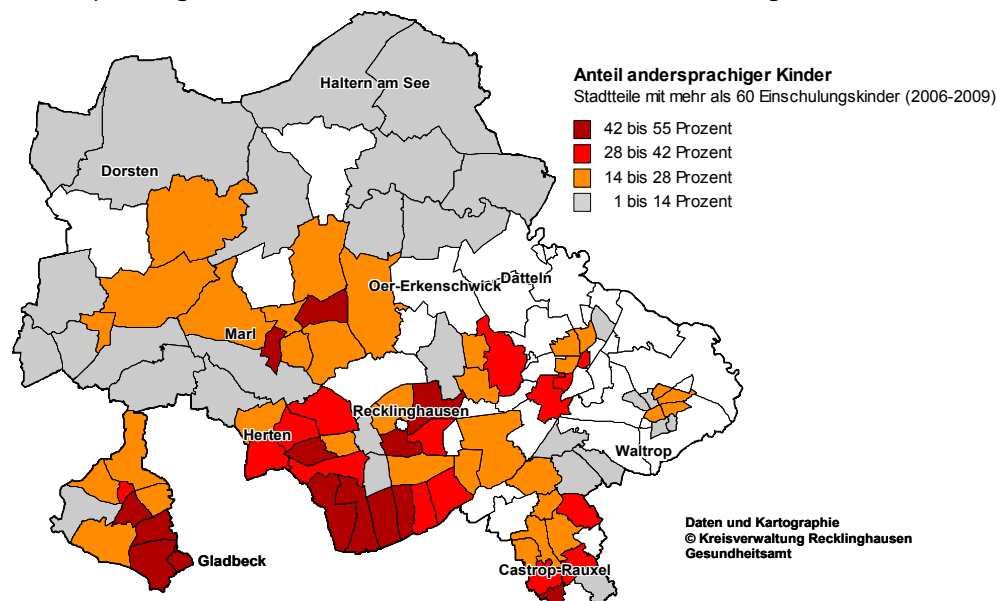 Haltern am See
Anteil andersprachiger Kinder
Stadtteile mit mehr als 60 Einschulungskinder (2006-2009)
42 bis 55 Prozent
28 bis 42 Prozent
14 bis 28 Prozent
1 bis 14 Prozent
Dorsten
Oer-Erkenschwick
Datteln
Marl
Recklinghausen
Herten
Waltrop
Daten und Kartographie
© Kreisverwaltung Recklinghausen
Gesundheitsamt
Gladbeck
Castrop-Rauxel